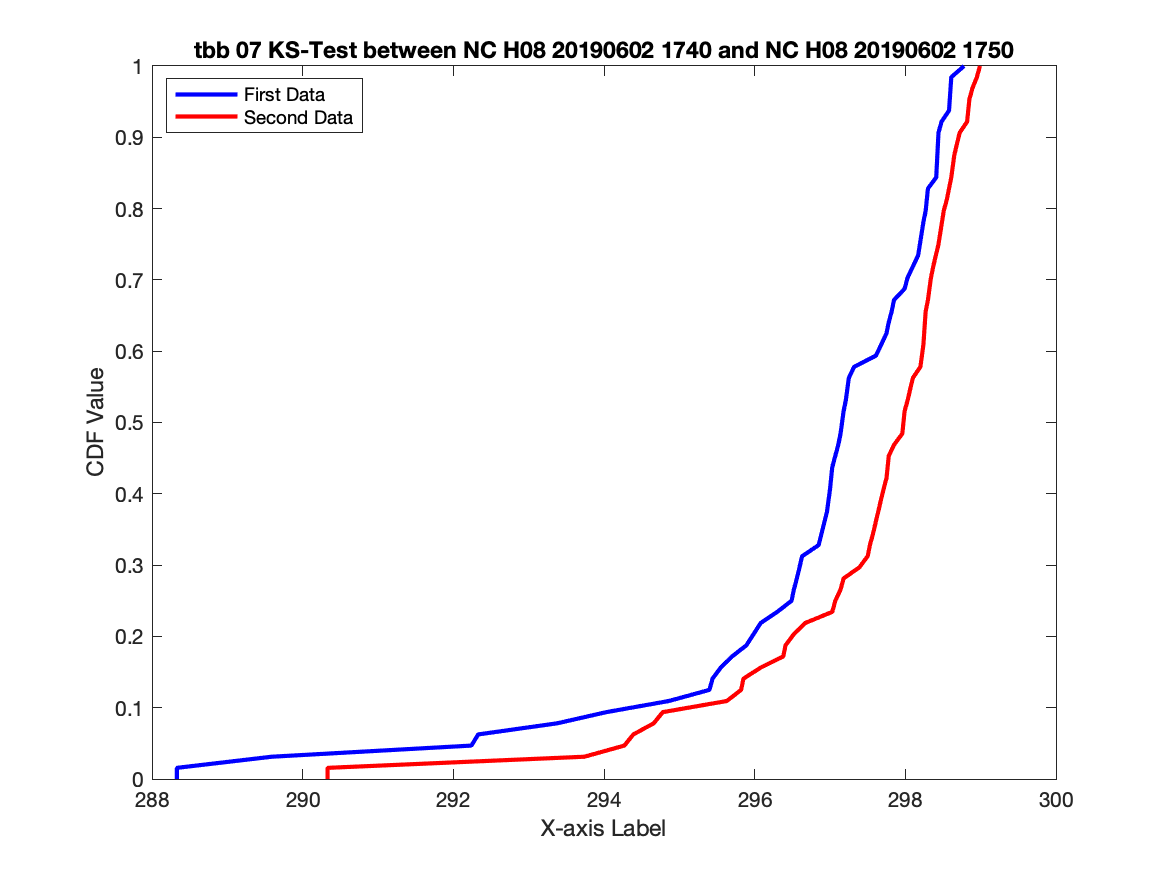 tbb 07 KS-Test between NC H08 20190602 1740 and NC H08 20190602 1750
First Data
Second Data
1
0.9
0.8
0.7
0.6
0.5
0.4
0.3
0.2
0.1
0
CDF Value
288 290 292 294 296 298 300
X-axis Label